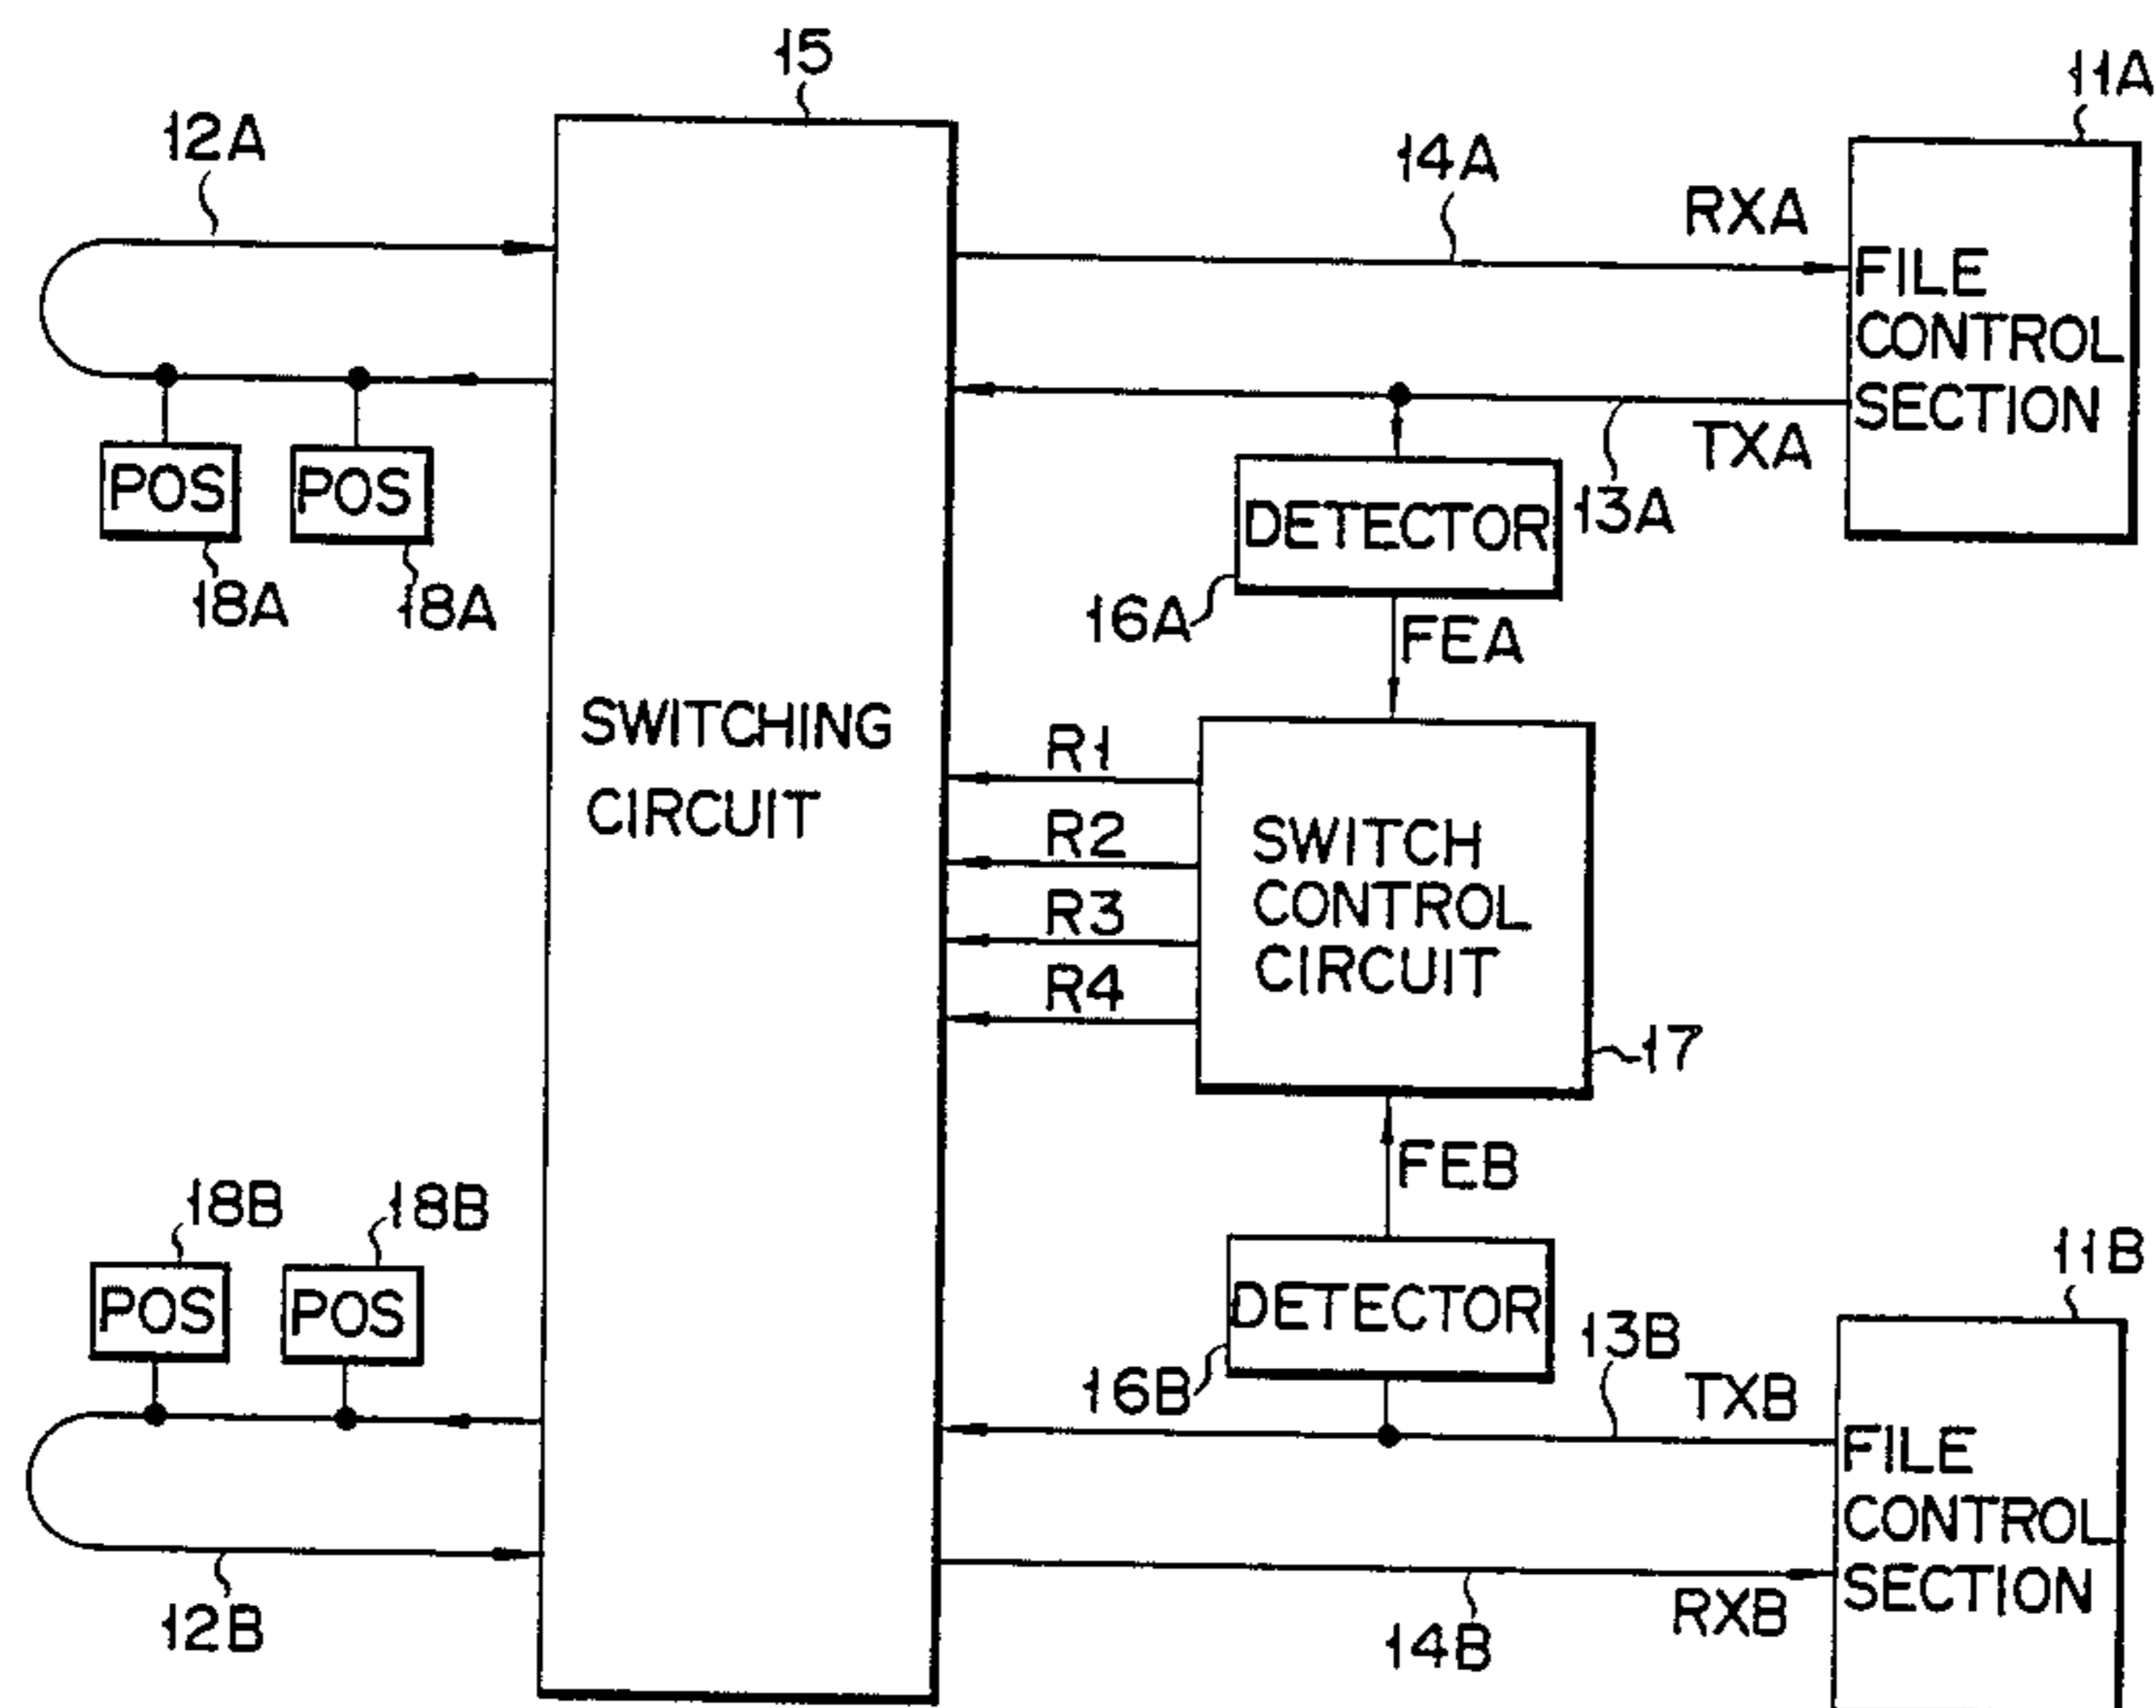 15
11A
12A
14A
RXA
FILE
CONTROL
SECTION
TXA
13A
POS
POS
18A
18A
DETECTOR
16A
FEA
SWITCHING
CIRCUIT
R1
R2
R3
R4
SWITCH
CONTROL
CIRCUIT
17
FEB
18B
18B
POS
POS
DETECTOR
16B
13B
TXB
11B
FILE
CONTROL
SECTION
RXB
12B
14B